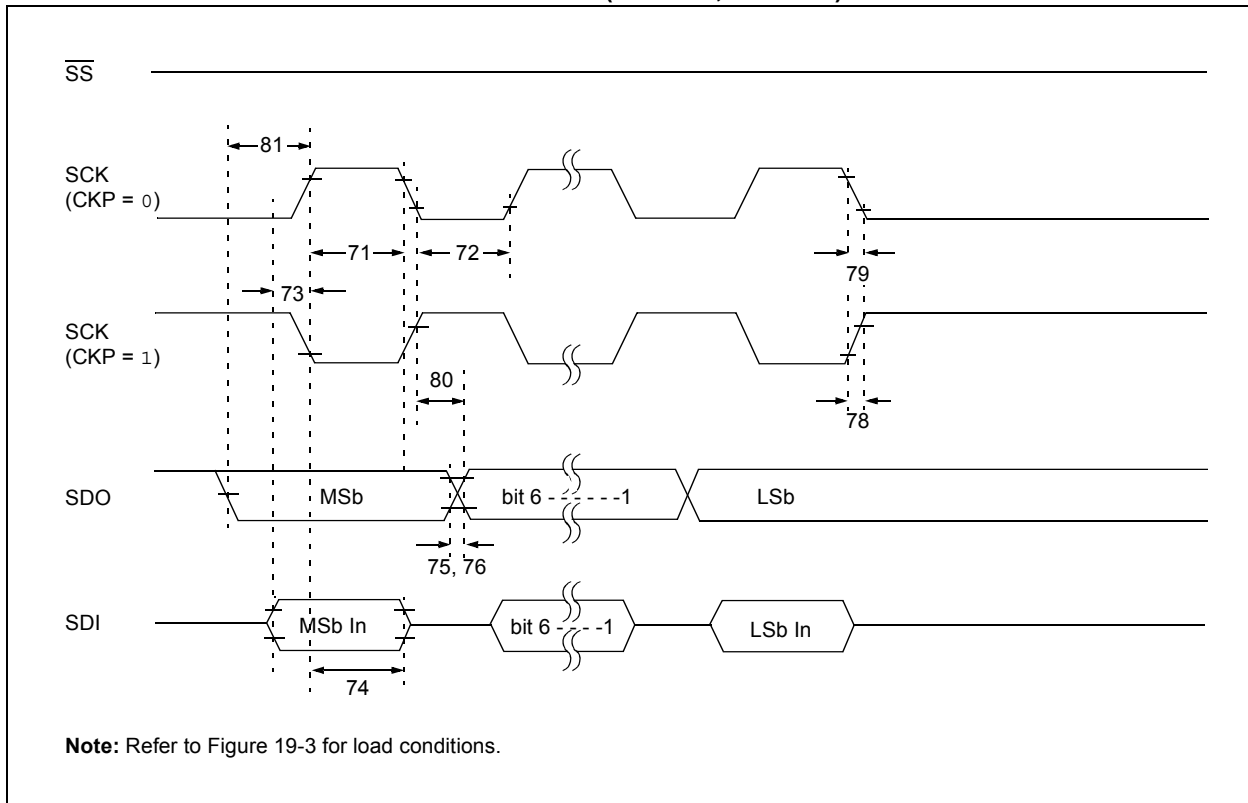 SS
81
SCK
(CKP = 0)
71
72
79
73
SCK
(CKP = 1)
80
78
SDO
MSb
bit 6 - - - - - -1
LSb
75, 76
SDI
MSb In
bit 6 - - - -1
LSb In
74
Note: Refer to Figure 19-3 for load conditions.